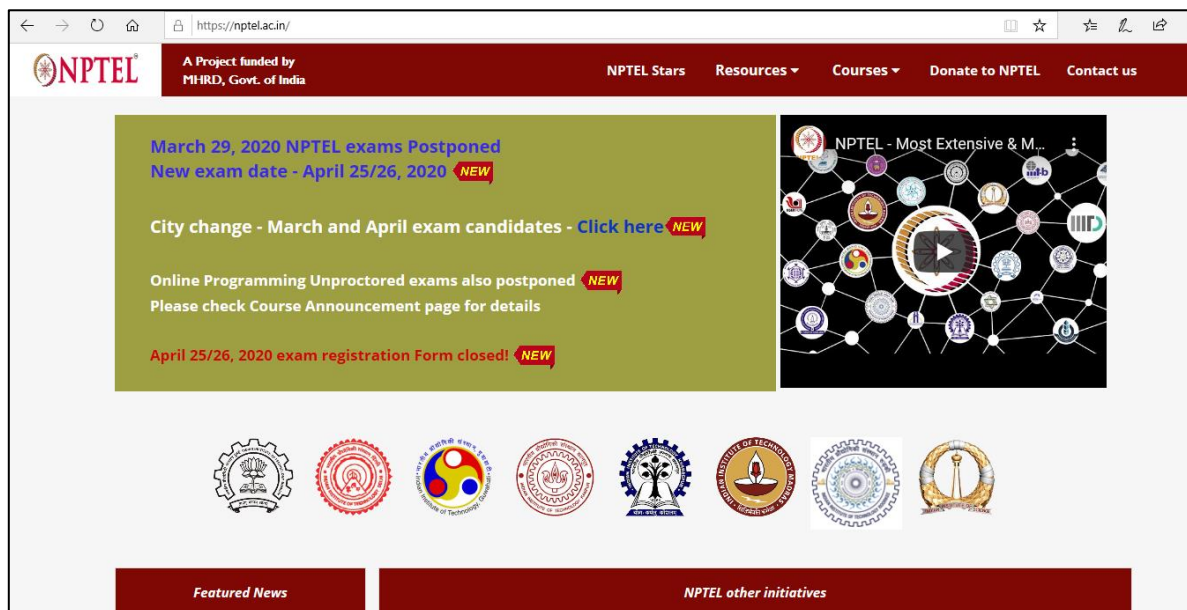 https://nptel.ac.in/
NPTEL
A Project funded by
MHRD, Govt. of India
NPTEL Stars
Resources
Courses
Donate to NPTEL
Contact us
March 29, 2020 NPTEL exams Postponed
New exam date - April 25/26, 2020 NEW
City change - March and April exam candidates - Click here NEW
Online Programming Unproctored exams also postponed NEW
Please check Course Announcement page for details
April 25/26, 2020 exam registration Form closed! NEW
NPTEL - Most Extensive & M...
Featured News
NPTEL other initiatives